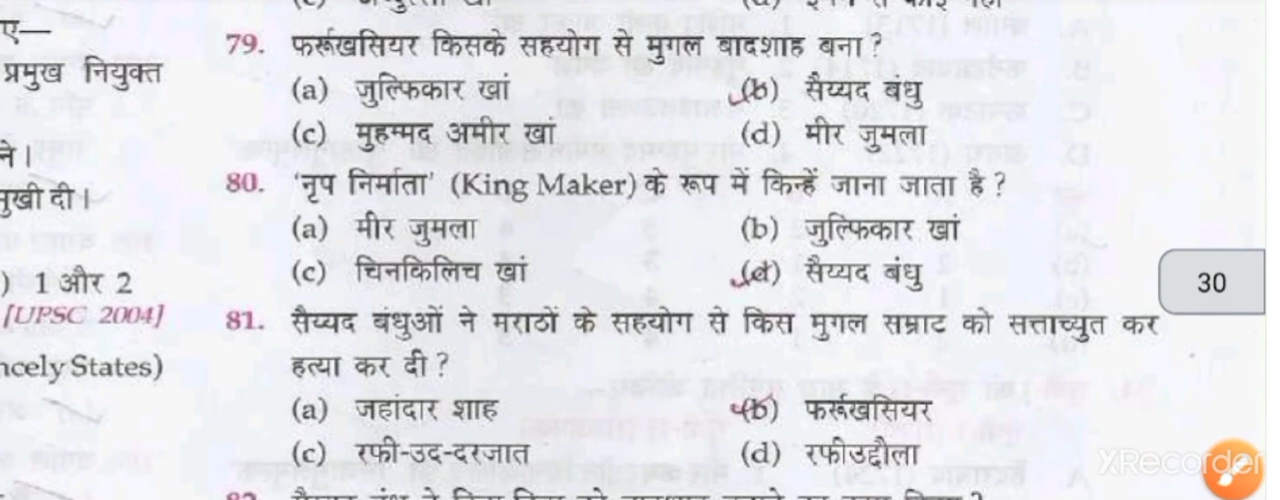 ए—
प्रमुख नियुक्त
ने।
1 और 2
[UPSC 2004]
ncely States)
79. फर्रूखसियर किसके सहयोग से मुगल बादशाह बना?
(a) जुल्फिकार खां (b) सैय्यद बंधु
(c) मुहम्मद अमीर खां (d) मीर जुमला
80. 'नृप निर्माता' (King Maker) के रूप में किन्हें जाना जाता है?
(a) मीर जुमला (b) जुल्फिकार खां
(c) चिनकिलिच खां (d) सैय्यद बंधु
81. सैय्यद बंधुओं ने मराठों के सहयोग से किस मुगल सम्राट को सत्ताच्युत कर
हत्या कर दी?
(a) जहांदार शाह (b) फर्रूखसियर
(c) रफी-उद-दरजात (d) रफीउद्दौला
30
XRecorder